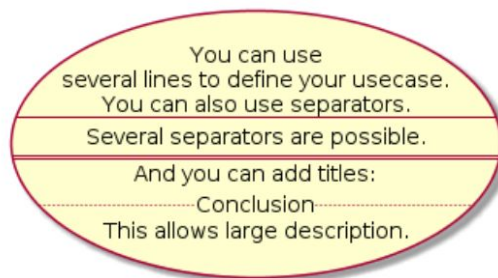 You can use
several lines to define your usecase.
You can also use separators.
Several separators are possible.
And you can add titles:
Conclusion
This allows large description.